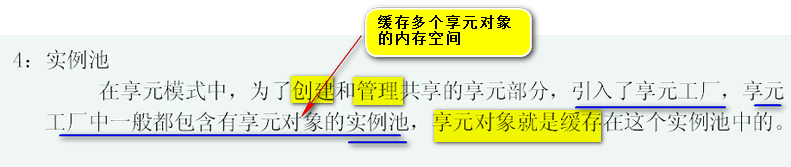 缓存多个享元对象
的内存空间
4：实例池
在享元模式中，为了创建和管理共享的享元部分，引入了享元工厂，享元
工厂中一般都包含有享元对象的实例池，享元对象就是缓存在这个实例池中的。